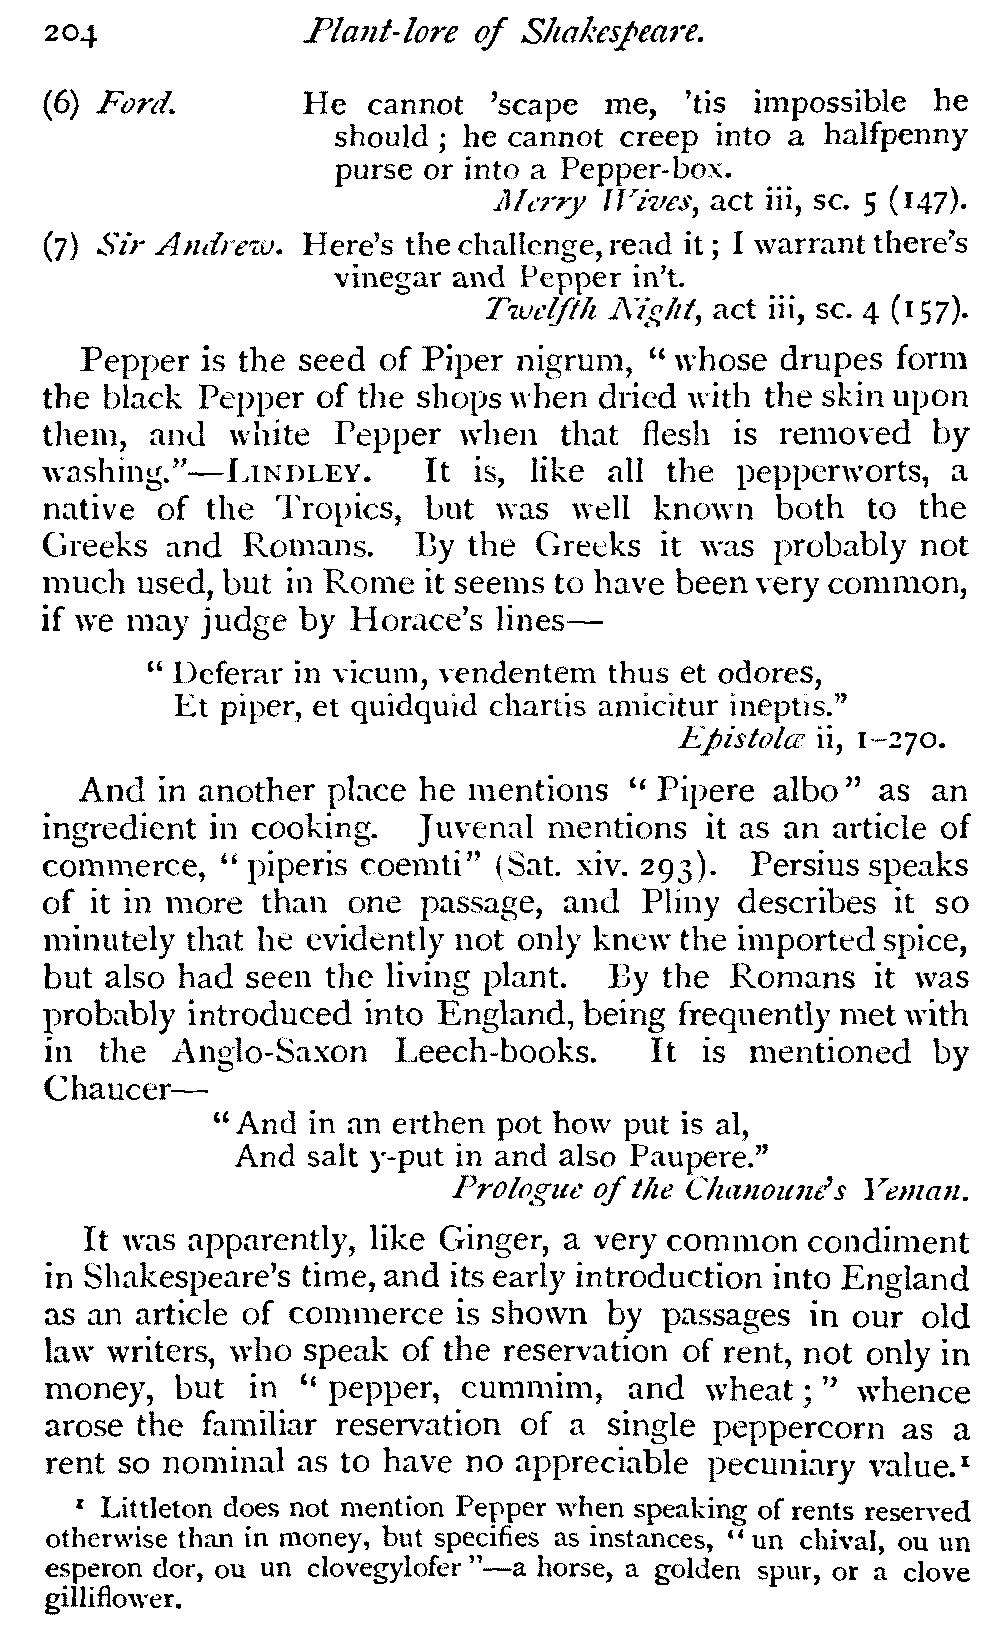 204 Plant-lore of Shakespeare.
(6) Ford. He cannot 'scape me, 'tis impossible he
should ; he cannot creep into a halfpenny
purse or into a Pepper-box.
Merry Wives, act iii, sc. 5 (147).
(7) Sir Andrew. Here's the challenge, read it ; I warrant there's
vinegar and Pepper in't.
Twelfth Night, act iii, sc. 4 (157).
Pepper is the seed of Piper nigrum, “ whose drupes form
the black Pepper of the shops when dried with the skin upon
them, and white Pepper when that flesh is removed by
washing.”—LINDLEY. It is, like all the pepperworts, a
native of the Tropics, but was well known both to the
Greeks and Romans. By the Greeks it was probably not
much used, but in Rome it seems to have been very common,
if we may judge by Horace's lines—
“ Deferar in vicum, vendentem thus et odores,
Et piper, et quidquid chartis amicitur ineptis.”
Epistolæ ii, 1-270.
And in another place he mentions “ Pipere albo ” as an
ingredient in cooking. Juvenal mentions it as an article of
commerce, “ piperis coemti” (Sat. xiv. 293). Persius speaks
of it in more than one passage, and Pliny describes it so
minutely that he evidently not only knew the imported spice,
but also had seen the living plant. By the Romans it was
probably introduced into England, being frequently met with
in the Anglo-Saxon Leech-books. It is mentioned by
Chaucer—
“ And in an erthen pot how put is al,
And salt y-put in and also Paupere.”
Prologue of the Chanouné's Yeman.
It was apparently, like Ginger, a very common condiment
in Shakespeare's time, and its early introduction into England
as an article of commerce is shown by passages in our old
law writers, who speak of the reservation of rent, not only in
money, but in “ pepper, cummim, and wheat ; ” whence
arose the familiar reservation of a single peppercorn as a
rent so nominal as to have no appreciable pecuniary value.¹
¹ Littleton does not mention Pepper when speaking of rents reserved
otherwise than in money, but specifies as instances, “ un chival, ou un
esperon dor, ou un clovegylofer ”—a horse, a golden spur, or a clove
gilliflower.